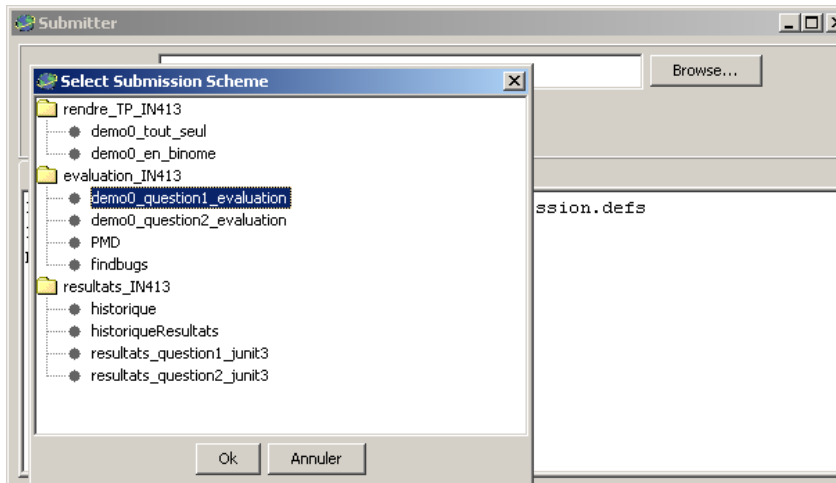 Submitter
Browse...
Select Submission Scheme
rendre_TP_IN413
demo0_tout_seul
demo0_en_binome
evaluation_IN413
demo0_question1_evaluation
ssion.defs
demo0_question2_evaluation
PMD
findbugs
resultats_IN413
historique
historiqueResultats
resultats_question1_junit3
resultats_question2_junit3
Ok
Annuler